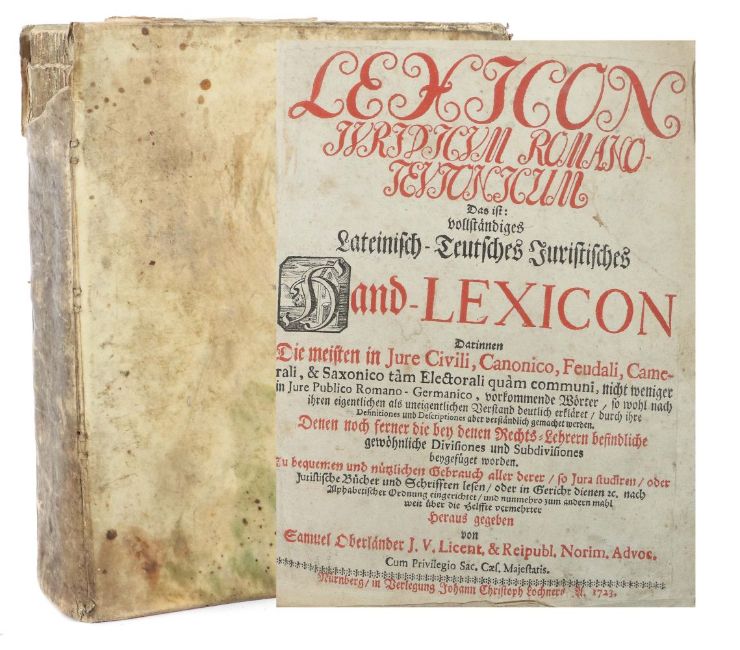 LEXICON
JVRIDICVM ROMANO-
TEVTONICUM
Das ist:
vollständiges
Lateinisch-Teutsches Juristisches
Hand-LEXICON
Darinnen
Die meisten in Jure Civili, Canonico, Feudali, Came-
rali, & Saxonico tàm Electorali quàm communi, nicht weniger
in Jure Publico Romano-Germanico, vorkommende Wörter / so wohl nach
ihren eigentlichen als uneigentlichen Verstand deutlich erkläret / durch ihre
Definitiones und Descriptiones aber verständlich gemachet werden.
Denen noch ferner die bey denen Rechts-Lehrern befindliche
gewöhnliche Divisiones und Subdivisiones
beygefüget worden.
Zu bequemen und nützlichen Gebrauch aller derer / so Jura studiren / oder
Juristische Bücher und Schrifften lesen / oder in Gericht dienen ꝛc. nach
Alphabetischer Ordnung eingerichtet / und nunmehro zum andern mahl
weit über die Helffte vermehrter
Heraus gegeben
von
Samuel Oberländer J. V. Licent. & Reipubl. Norim. Advoc.
Cum Privilegio Sac. Cæs. Majestatis.
Nürnberg / in Verlegung Johann Christoph Lochners A. 1723.